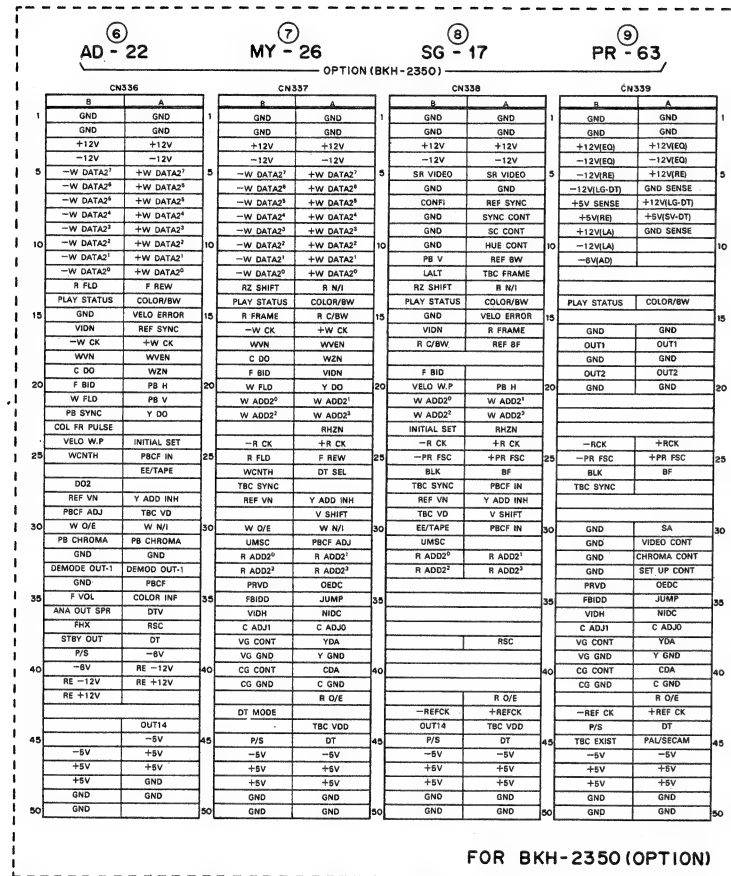 ⑥ ⑦ ⑧ ⑨
AD - 22 MY - 26 SG - 17 PR - 63
OPTION (BKH-2350)
CN336
B A
1 GND GND
GND GND
+12V +12V
−12V −12V
5 −W DATA2⁷ +W DATA2⁷
−W DATA2⁶ +W DATA2⁶
−W DATA2⁵ +W DATA2⁵
−W DATA2⁴ +W DATA2⁴
−W DATA2³ +W DATA2³
10 −W DATA2² +W DATA2²
−W DATA2¹ +W DATA2¹
−W DATA2⁰ +W DATA2⁰
R FLD F REW
PLAY STATUS COLOR/BW
15 GND VELO ERROR
VIDN REF SYNC
−W CK +W CK
WVN WVEN
C DO WZN
20 F BID PB H
W FLD PB V
PB SYNC Y DO
COL FR PULSE
VELO W.P INITIAL SET
25 WCNTH PBCF IN
EE/TAPE
DO2
REF VN Y ADD INH
PBCF ADJ TBC VD
30 W O/E W N/I
PB CHROMA PB CHROMA
GND GND
DEMODE OUT-1 DEMOD OUT-1
GND PBCF
35 F VOL COLOR INF
ANA OUT SPR DTV
FHX RSC
STBY OUT DT
P/S −6V
40 −6V RE −12V
RE −12V RE +12V
RE +12V
OUT14
45 −5V
−5V +5V
+5V +5V
+5V GND
GND GND
50 GND
CN337
B A
1 GND GND
GND GND
+12V +12V
−12V −12V
5 −W DATA2⁷ +W DATA2⁷
−W DATA2⁶ +W DATA2⁶
−W DATA2⁵ +W DATA2⁵
−W DATA2⁴ +W DATA2⁴
−W DATA2³ +W DATA2³
10 −W DATA2² +W DATA2²
−W DATA2¹ +W DATA2¹
−W DATA2⁰ +W DATA2⁰
RZ SHIFT R N/I
PLAY STATUS COLOR/BW
15 R FRAME R C/BW
−W CK +W CK
WVN WVEN
C DO WZN
F BID VIDN
20 W FLD Y DO
W ADD2⁰ W ADD2¹
W ADD2² W ADD2³
RHZN
−R CK +R CK
25 R FLD F REW
WCNTH DT SEL
TBC SYNC
REF VN Y ADD INH
V SHIFT
30 W O/E W N/I
UMSC PBCF ADJ
R ADD2⁰ R ADD2¹
R ADD2² R ADD2³
PRVD OEDC
35 FBIDD JUMP
VIDH NIDC
C ADJ1 C ADJ0
VG CONT YDA
VG GND Y GND
40 CG CONT CDA
CG GND C GND
R O/E
DT MODE
TBC VDD
45 P/S DT
−5V −5V
+5V +5V
+5V +5V
GND GND
50 GND GND
CN338
B A
1 GND GND
GND GND
+12V +12V
−12V −12V
5 SR VIDEO SR VIDEO
GND GND
CONFI REF SYNC
GND SYNC CONT
GND SC CONT
10 GND HUE CONT
PB V REF BW
LALT TBC FRAME
RZ SHIFT R N/I
PLAY STATUS COLOR/BW
15 GND VELO ERROR
VIDN R FRAME
R C/BW REF BF
F BID
20 VELO W.P PB H
W ADD2⁰ W ADD2¹
W ADD2² W ADD2³
INITIAL SET RHZN
−R CK +R CK
25 −PR FSC +PR FSC
BLK BF
TBC SYNC PBCF IN
REF VN Y ADD INH
TBC VD V SHIFT
30 EE/TAPE PBCF IN
UMSC
R ADD2⁰ R ADD2¹
R ADD2² R ADD2³
35
RSC
40
R O/E
−REFCK +REFCK
OUT14 TBC VDD
45 P/S DT
−5V −5V
+5V +5V
+5V +5V
GND GND
50 GND GND
CN339
B A
1 GND GND 1
GND GND
+12V(EQ) +12V(EQ)
−12V(EQ) −12V(EQ)
5 −12V(RE) +12V(RE) 5
−12V(LG-DT) GND SENSE
+5V SENSE +12V(LG-DT)
+5V(RE) +5V(SV-DT)
+12V(LA) GND SENSE
10 −12V(LA) 10
−6V(AD)
PLAY STATUS COLOR/BW
15 15
GND GND
OUT1 OUT1
GND GND
OUT2 OUT2
20 GND GND 20
−RCK +RCK
25 −PR FSC +PR FSC 25
BLK BF
TBC SYNC
30 GND SA 30
GND VIDEO CONT
GND CHROMA CONT
GND SET UP CONT
PRVD OEDC
35 FBIDD JUMP 35
VIDH NIDC
C ADJ1 C ADJ0
VG CONT YDA
VG GND Y GND
40 CG CONT CDA 40
CG GND C GND
R O/E
−REF CK +REF CK
P/S DT
45 TBC EXIST PAL/SECAM 45
−5V −5V
+5V +5V
+5V +5V
GND GND
50 GND GND 50
FOR BKH-2350 (OPTION)